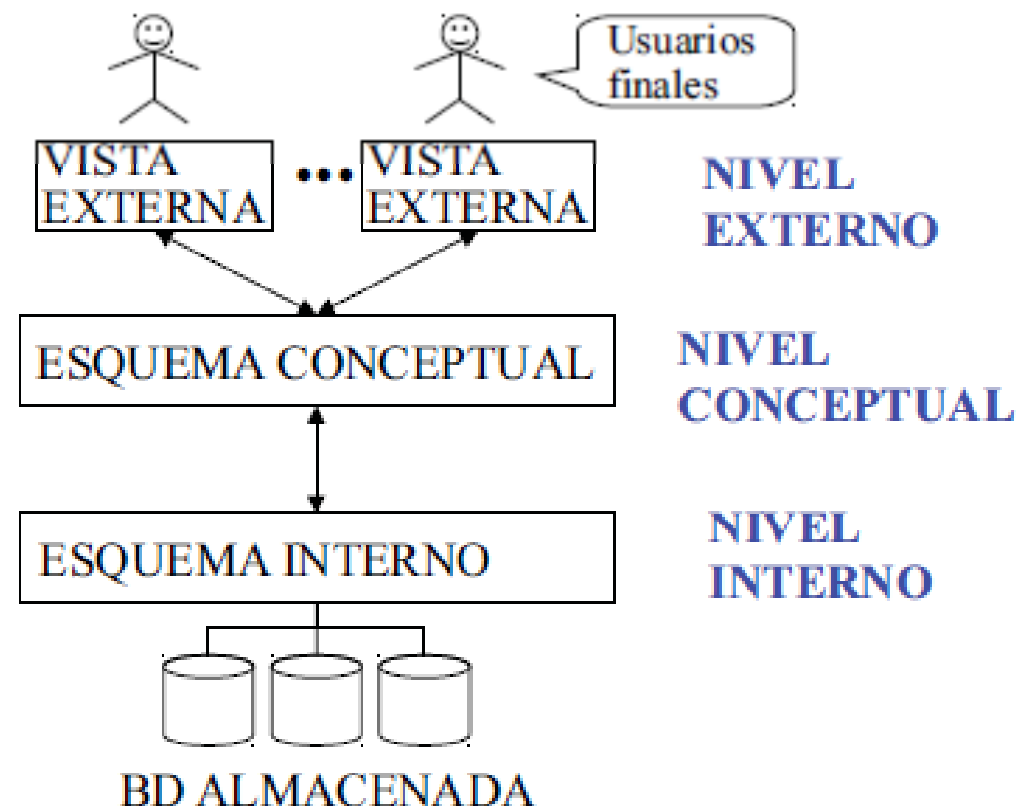 Usuarios
finales
VISTA
EXTERNA
•••
VISTA
EXTERNA
NIVEL
EXTERNO
ESQUEMA CONCEPTUAL
NIVEL
CONCEPTUAL
ESQUEMA INTERNO
NIVEL
INTERNO
BD ALMACENADA